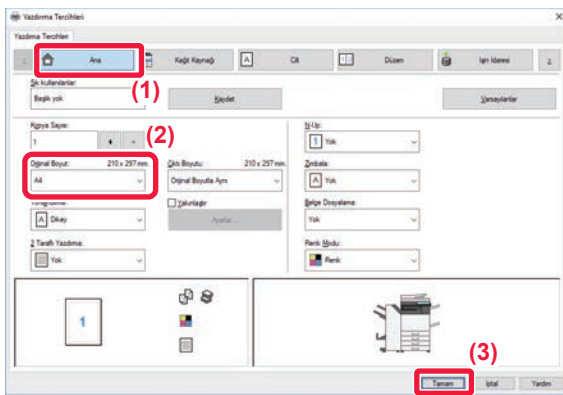 Yazdırma Tercihleri
Yazdırma Tercihleri
Ana
Kağıt Kaynağı
Cilt
Düzen
İşin İdaresi
Sık kullanılanlar:
Başlık yok
(1)
Kaydet
Varsayılanlar
Kopya Sayısı:
1
(2)
N-Up:
1 Yok
Orijinal Boyut: 210 x 297 mm.
A4
Çıktı Boyutu: 210 x 297 mm.
Orijinal Boyutla Aynı
Zımbala:
A Yok
Yakınlaştır
Belge Dosyalama:
A Dikey
Ayarlar...
Yok
2 Taraflı Yazdırma:
Yok
Renk Modu:
Renk
1
(3)
Tamam
İptal
Yardım